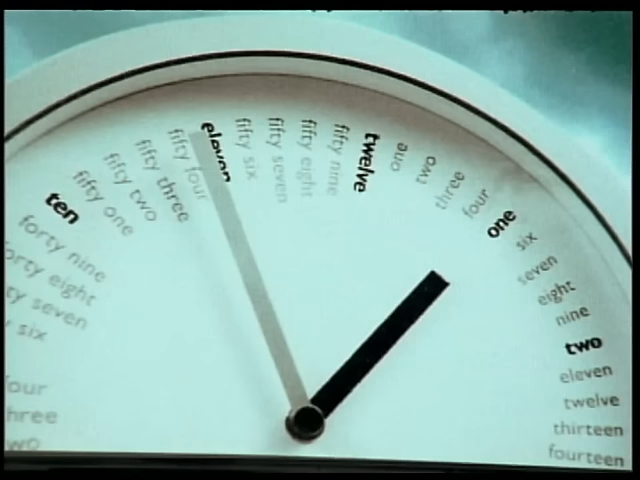 two
three
four
six
seven
forty eight
forty nine
ten
fifty one
fifty two
fifty three
fifty four
eleven
fifty six
fifty seven
fifty eight
fifty nine
twelve
one
two
three
four
one
six
seven
eight
nine
two
eleven
twelve
thirteen
fourteen